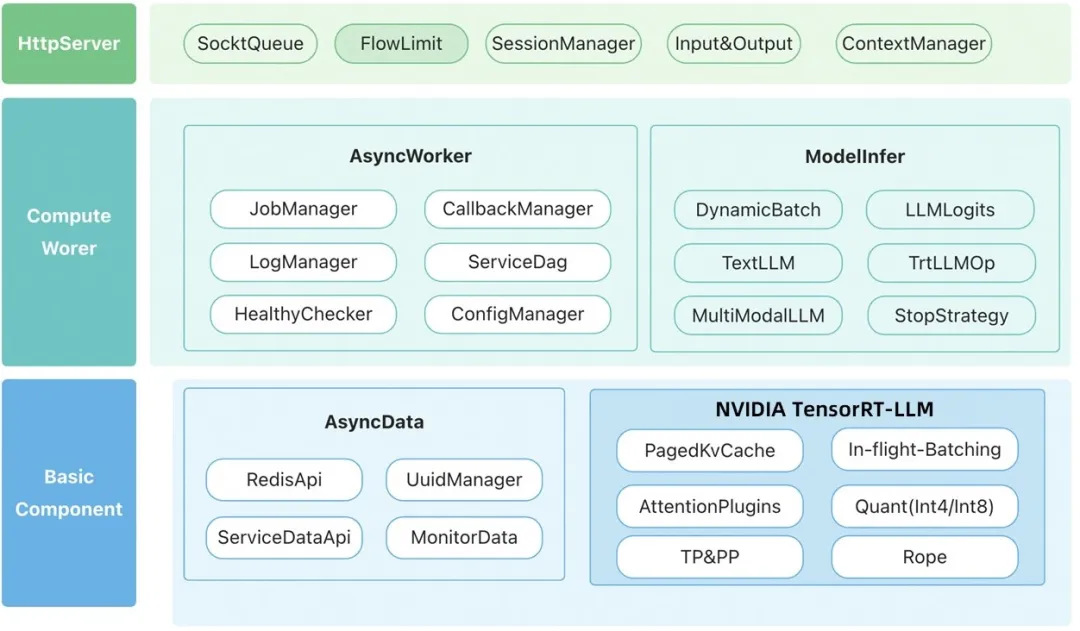 HttpServer
SocktQueue
FlowLimit
SessionManager
Input&Output
ContextManager
Compute
Worer
AsyncWorker
JobManager
CallbackManager
LogManager
ServiceDag
HealthyChecker
ConfigManager
ModelInfer
DynamicBatch
LLMLogits
TextLLM
TrtLLMOp
MultiModalLLM
StopStrategy
Basic
Component
AsyncData
RedisApi
UuidManager
ServiceDataApi
MonitorData
NVIDIA TensorRT-LLM
PagedKvCache
In-flight-Batching
AttentionPlugins
Quant(Int4/Int8)
TP&PP
Rope